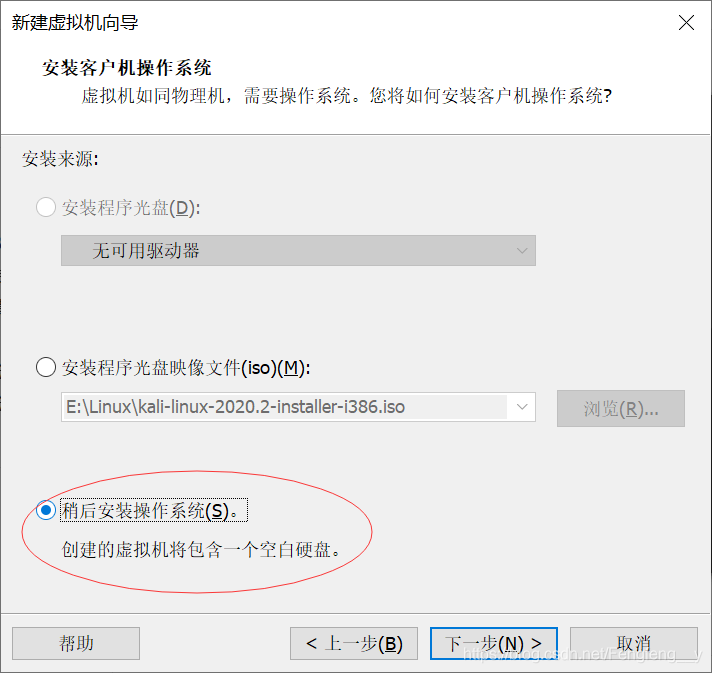 新建虚拟机向导
安装客户机操作系统
虚拟机如同物理机，需要操作系统。您将如何安装客户机操作系统?
安装来源:
安装程序光盘(D):
无可用驱动器
安装程序光盘映像文件(iso)(M):
E:\Linux\kali-linux-2020.2-installer-i386.iso
浏览(R)...
稍后安装操作系统(S)。
创建的虚拟机将包含一个空白硬盘。
帮助
< 上一步(B)
下一步(N) >
取消
https://blog.csdn.net/Fengfeng__y